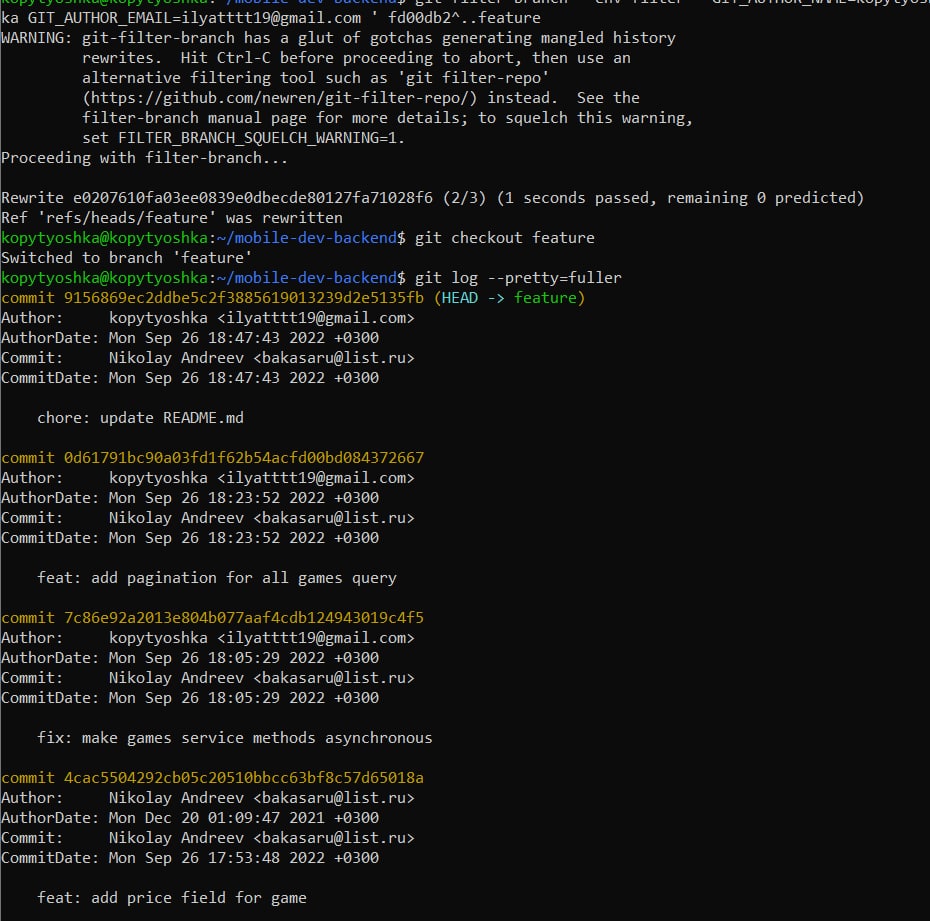 ka GIT_AUTHOR_EMAIL=ilyatttt19@gmail.com ' fd00db2^..feature
WARNING: git-filter-branch has a glut of gotchas generating mangled history
rewrites.  Hit Ctrl-C before proceeding to abort, then use an
alternative filtering tool such as 'git filter-repo'
(https://github.com/newren/git-filter-repo/) instead.  See the
filter-branch manual page for more details; to squelch this warning,
set FILTER_BRANCH_SQUELCH_WARNING=1.
Proceeding with filter-branch...
Rewrite e0207610fa03ee0839e0dbecde80127fa71028f6 (2/3) (1 seconds passed, remaining 0 predicted)
Ref 'refs/heads/feature' was rewritten
kopytyoshka@kopytyoshka:~/mobile-dev-backend$ git checkout feature
Switched to branch 'feature'
kopytyoshka@kopytyoshka:~/mobile-dev-backend$ git log --pretty=fuller
commit 9156869ec2ddbe5c2f3885619013239d2e5135fb (HEAD -> feature)
Author:     kopytyoshka <ilyatttt19@gmail.com>
AuthorDate: Mon Sep 26 18:47:43 2022 +0300
Commit:     Nikolay Andreev <bakasaru@list.ru>
CommitDate: Mon Sep 26 18:47:43 2022 +0300
chore: update README.md
commit 0d61791bc90a03fd1f62b54acfd00bd084372667
Author:     kopytyoshka <ilyatttt19@gmail.com>
AuthorDate: Mon Sep 26 18:23:52 2022 +0300
Commit:     Nikolay Andreev <bakasaru@list.ru>
CommitDate: Mon Sep 26 18:23:52 2022 +0300
feat: add pagination for all games query
commit 7c86e92a2013e804b077aaf4cdb124943019c4f5
Author:     kopytyoshka <ilyatttt19@gmail.com>
AuthorDate: Mon Sep 26 18:05:29 2022 +0300
Commit:     Nikolay Andreev <bakasaru@list.ru>
CommitDate: Mon Sep 26 18:05:29 2022 +0300
fix: make games service methods asynchronous
commit 4cac5504292cb05c20510bbcc63bf8c57d65018a
Author:     Nikolay Andreev <bakasaru@list.ru>
AuthorDate: Mon Dec 20 01:09:47 2021 +0300
Commit:     Nikolay Andreev <bakasaru@list.ru>
CommitDate: Mon Sep 26 17:53:48 2022 +0300
feat: add price field for game